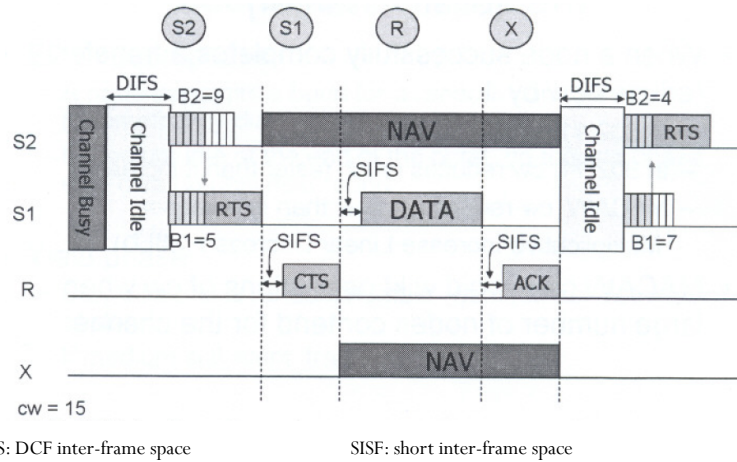 S2 S1 R X
DIFS
B2=9
DIFS
B2=4
S2
Channel Busy
Channel Idle
NAV
Channel Idle
RTS
SIFS
S1
RTS
DATA
B1=5
SIFS
SIFS
B1=7
R
CTS
ACK
X
NAV
cw = 15
S: DCF inter-frame space SISF: short inter-frame space